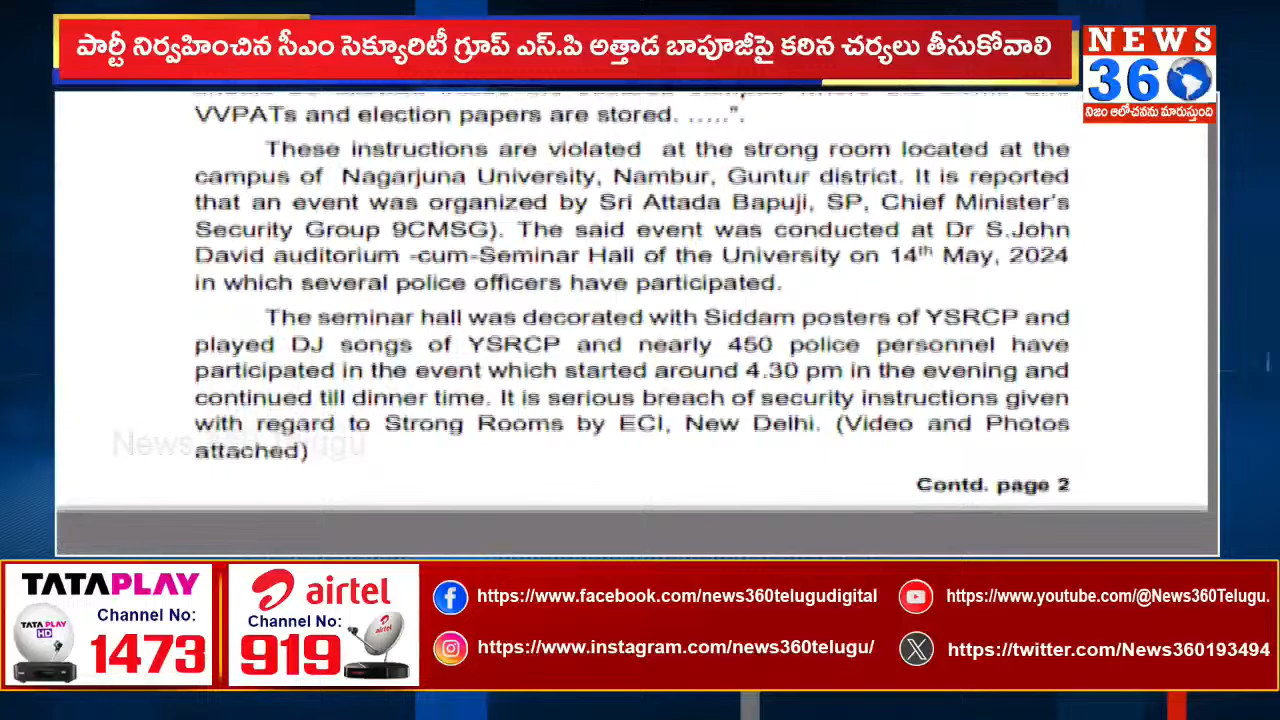 పార్టీ నిర్వహించిన సీఎం సెక్యూరిటీ గ్రూప్ ఎస్.పి అత్తాడ బాపూజీపై కఠిన చర్యలు తీసుకోవాలి
NEWS
360
నిజం ఆలోచనను మారుస్తుంది
VVPATs and election papers are stored. .....".
These instructions are violated at the strong room located at the
campus of Nagarjuna University, Nambur, Guntur district. It is reported
that an event was organized by Sri Attada Bapuji, SP, Chief Minister's
Security Group 9CMSG). The said event was conducted at Dr S.John
David auditorium -cum-Seminar Hall of the University on 14th May, 2024
in which several police officers have participated.
The seminar hall was decorated with Siddam posters of YSRCP and
played DJ songs of YSRCP and nearly 450 police personnel have
participated in the event which started around 4.30 pm in the evening and
continued till dinner time. It is serious breach of security instructions given
with regard to Strong Rooms by ECI, New Delhi. (Video and Photos
attached)
News 360 Telugu
Contd. page 2
TATA PLAY
Channel No:
1473
TATA PLAY
HD
airtel
Channel No:
919
airtel
https://www.facebook.com/news360telugudigital
https://www.youtube.com/@News360Telugu.
https://www.instagram.com/news360telugu/
https://twitter.com/News360193494